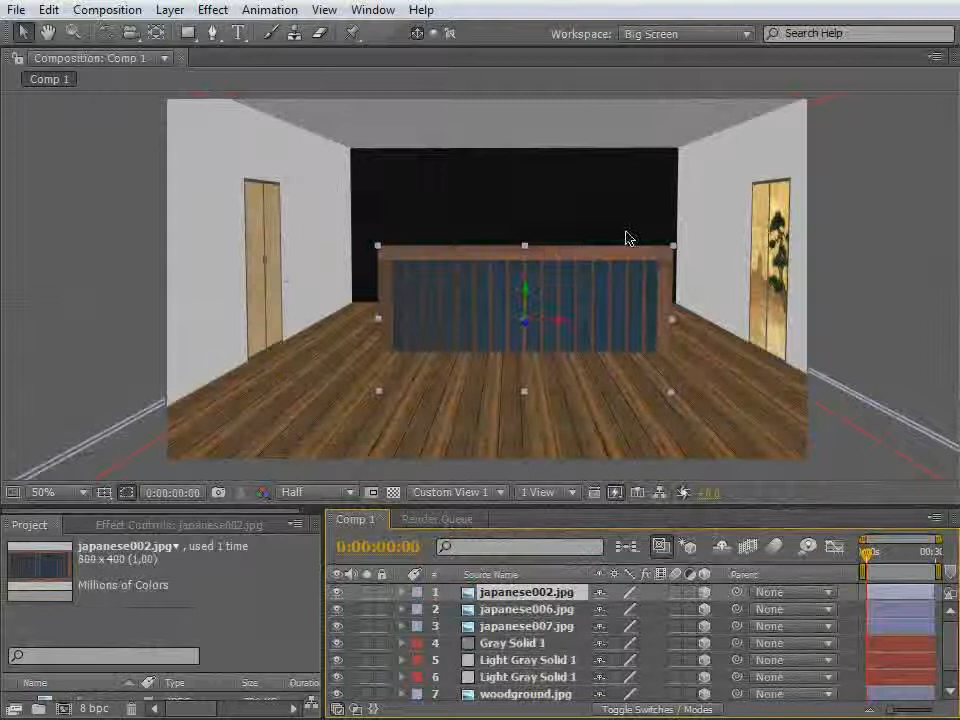 File Edit Composition Layer Effect Animation View Window Help
Workspace: Big Screen Search Help
Composition: Comp 1
Comp 1
50% 0:00:00:00 Half Custom View 1 1 View +0.0
Project Effect Controls: japanese002.jpg
Comp 1 Render Queue
japanese002.jpg , used 1 time
800 x 400 (1,00)
Millions of Colors
0:00:00:00
# Source Name Parent
1 japanese002.jpg None
2 japanese006.jpg None
3 japanese007.jpg None
4 Gray Solid 1 None
5 Light Gray Solid 1 None
6 Light Gray Solid 1 None
7 woodground.jpg None
Name Type Size Duratio
8 bpc
Toggle Switches / Modes